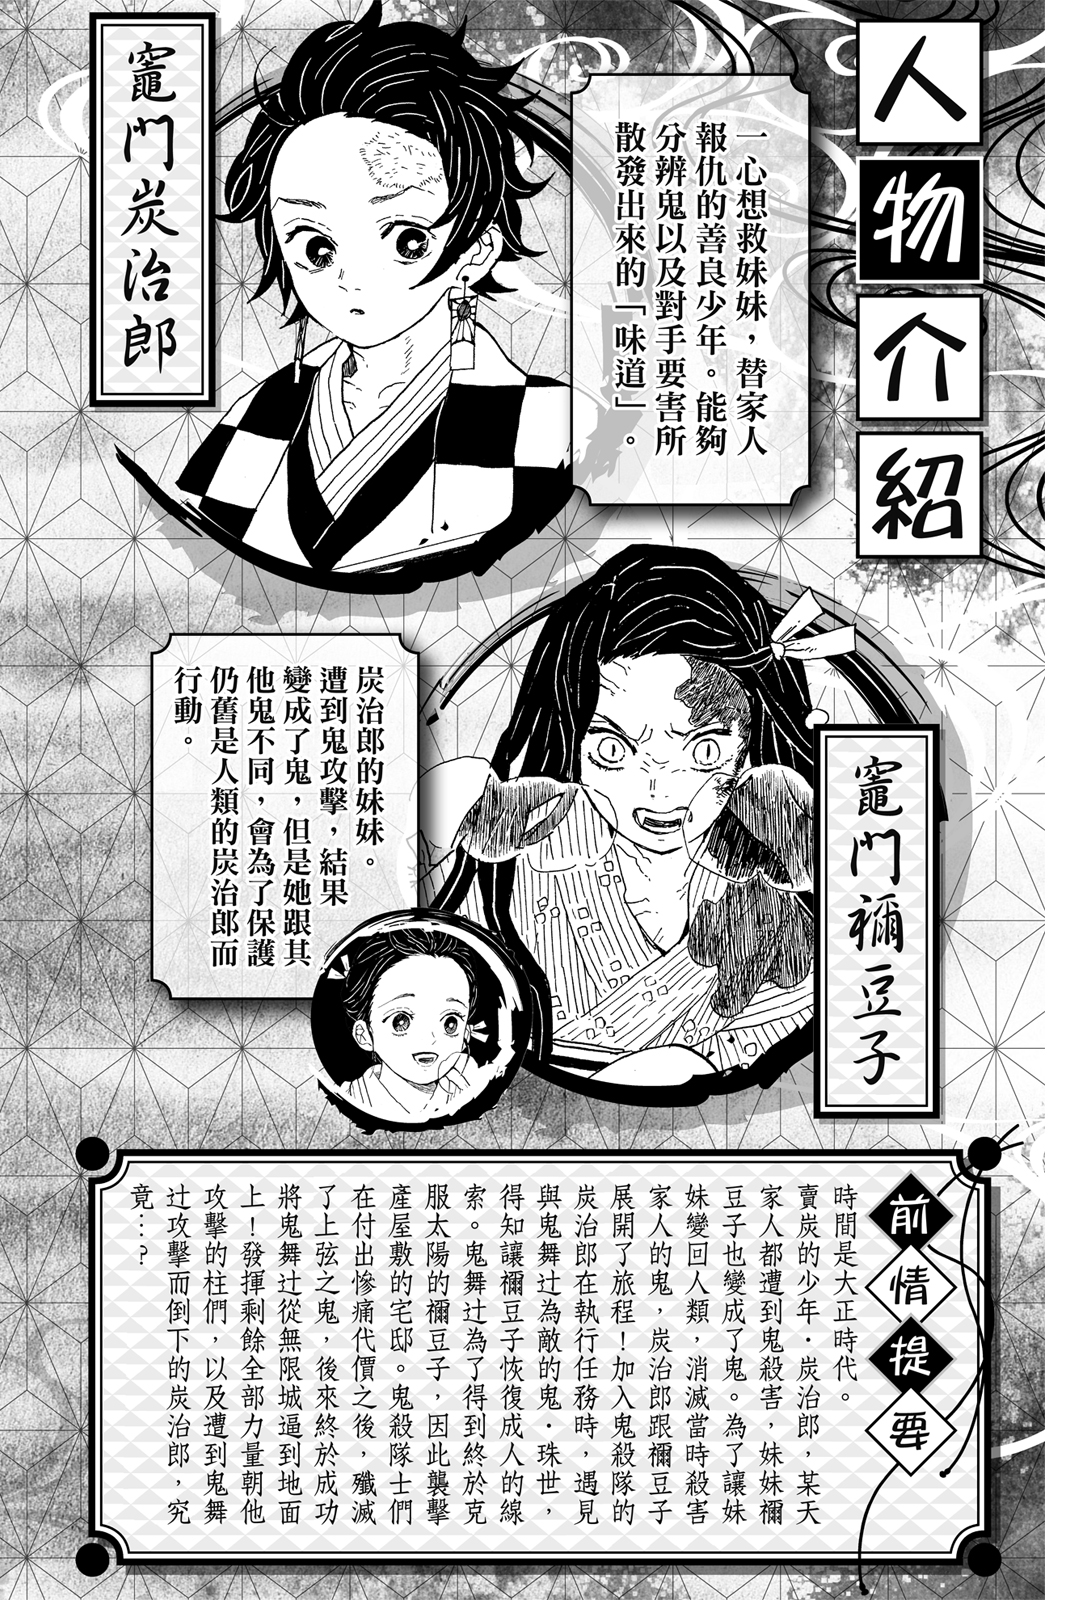 人物介紹
一心想救妹妹，替家人
報仇的善良少年。能夠
分辨鬼以及對手要害所
散發出來的「味道」。
竈門炭治郎
竈門禰豆子
炭治郎的妹妹。
遭到鬼攻擊，結果
變成了鬼，但是她跟其
他鬼不同，會為了保護
仍舊是人類的炭治郎而
行動。
前情提要
時間是大正時代。
賣炭的少年·炭治郎，某天
家人都遭到鬼殺害，妹妹禰
豆子也變成了鬼。為了讓妹
妹變回人類，消滅當時殺害
家人的鬼，炭治郎跟禰豆子
展開了旅程！加入鬼殺隊的
炭治郎在執行任務時，遇見
與鬼舞辻為敵的鬼·珠世，
得知讓禰豆子恢復成人的線
索。鬼舞辻為了得到終於克
服太陽的禰豆子，因此襲擊
產屋敷的宅邸。鬼殺隊士們
在付出慘痛代價之後，殲滅
了上弦之鬼，後來終於成功
將鬼舞辻從無限城逼到地面
上！發揮剩餘全部力量朝他
攻擊的柱們，以及遭到鬼舞
辻攻擊而倒下的炭治郎，究
竟…？